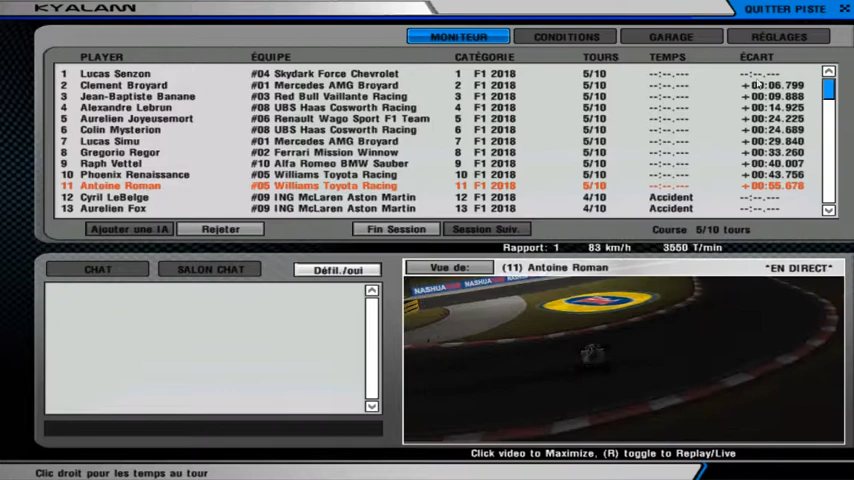 KYALAMI
QUITTER PISTE
MONITEUR CONDITIONS GARAGE RÉGLAGES
PLAYER ÉQUIPE CATÉGORIE TOURS TEMPS ÉCART
1 Lucas Senzon #04 Skydark Force Chevrolet 1 F1 2018 5/10 --:--.--- --:--.---
2 Clement Broyard #01 Mercedes AMG Broyard 2 F1 2018 5/10 --:--.--- +00:06.799
3 Jean-Baptiste Banane #03 Red Bull Vaillante Racing 3 F1 2018 5/10 --:--.--- +00:09.888
4 Alexandre Lebrun #08 UBS Haas Cosworth Racing 4 F1 2018 5/10 --:--.--- +00:14.925
5 Aurelien Joyeusemort #06 Renault Wago Sport F1 Team 5 F1 2018 5/10 --:--.--- +00:24.225
6 Colin Mysterion #08 UBS Haas Cosworth Racing 6 F1 2018 5/10 --:--.--- +00:24.689
7 Lucas Simu #01 Mercedes AMG Broyard 7 F1 2018 5/10 --:--.--- +00:29.840
8 Gregorio Regor #02 Ferrari Mission Winnow 8 F1 2018 5/10 --:--.--- +00:33.260
9 Raph Vettel #10 Alfa Romeo BMW Sauber 9 F1 2018 5/10 --:--.--- +00:40.007
10 Phoenix Renaissance #05 Williams Toyota Racing 10 F1 2018 5/10 --:--.--- +00:43.756
11 Antoine Roman #05 Williams Toyota Racing 11 F1 2018 5/10 --:--.--- +00:55.678
12 Cyril LeBelge #09 ING McLaren Aston Martin 12 F1 2018 4/10 Accident --:--.---
13 Aurelien Fox #09 ING McLaren Aston Martin 13 F1 2018 5/10 Accident --:--.---
Ajouter une IA Rejeter Fin Session Session Suiv. Course 5/10 tours
Rapport: 1 83 km/h 3550 T/min
CHAT SALON CHAT Défil./oui Vue de: (11) Antoine Roman *EN DIRECT*
NASHUA NASHUA NASHUA
Click video to Maximize, (R) toggle to Replay/Live
Clic droit pour les temps au tour